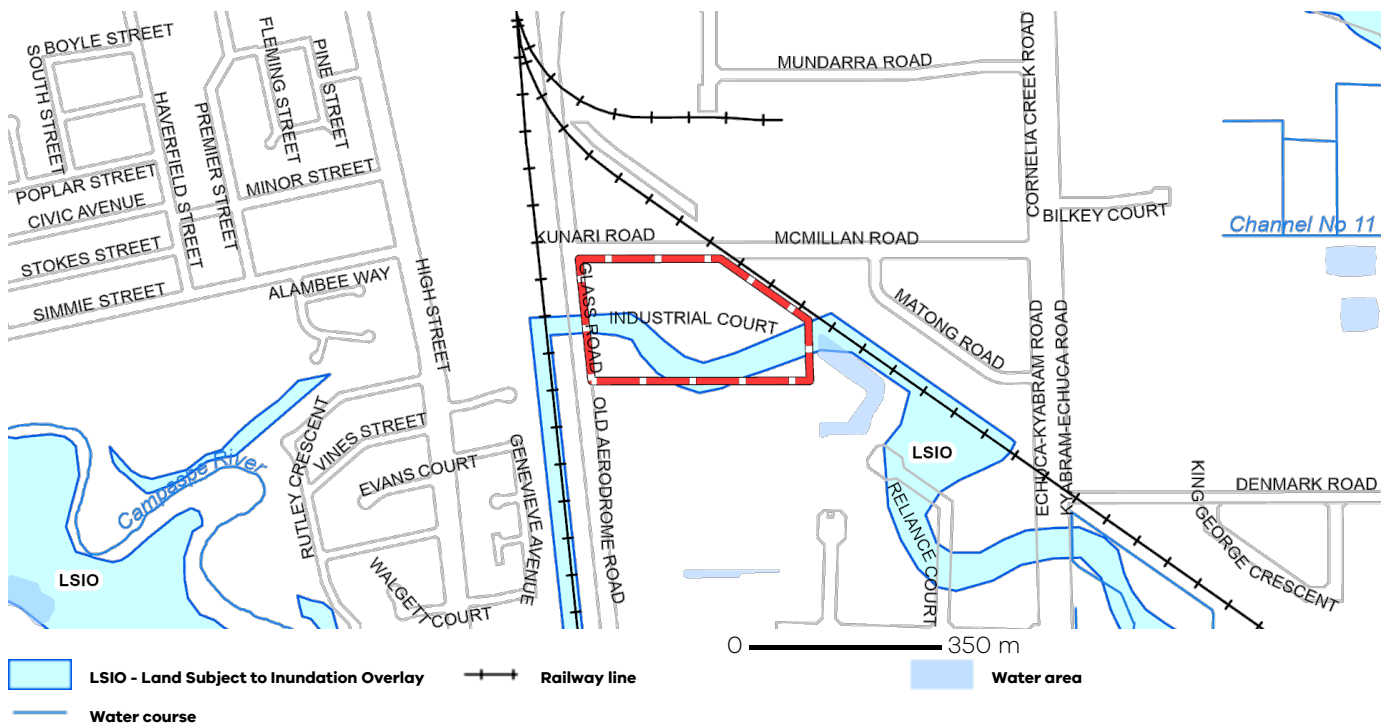 BOYLE STREET
SOUTH STREET
S
HAVERFIELD STREET
PREMIER STREET
FLEMING STREET
PINE STREET
POPLAR STREET
MINOR STREET
CIVIC AVENUE
STOKES STREET
SIMMIE STREET
ALAMBEE WAY
HIGH STREET
MUNDARRA ROAD
CORNELIA CREEK ROAD
BILKEY COURT
Channel No 11
KUNARI ROAD
MCMILLAN ROAD
GLASS ROAD
INDUSTRIAL COURT
MATONG ROAD
ECHUCA-KYABRAM ROAD
KYABRAM-ECHUCA ROAD
RUTLEY CRESCENT
VINES STREET
EVANS COURT
GENEVIEVE AVENUE
OLD AERODROME ROAD
Campaspe River
LSIO
RELIANCE COURT
KING GEORGE CRESCENT
DENMARK ROAD
LSIO
WALGETT COURT
0 350 m
LSIO - Land Subject to Inundation Overlay
Railway line
Water area
Water course